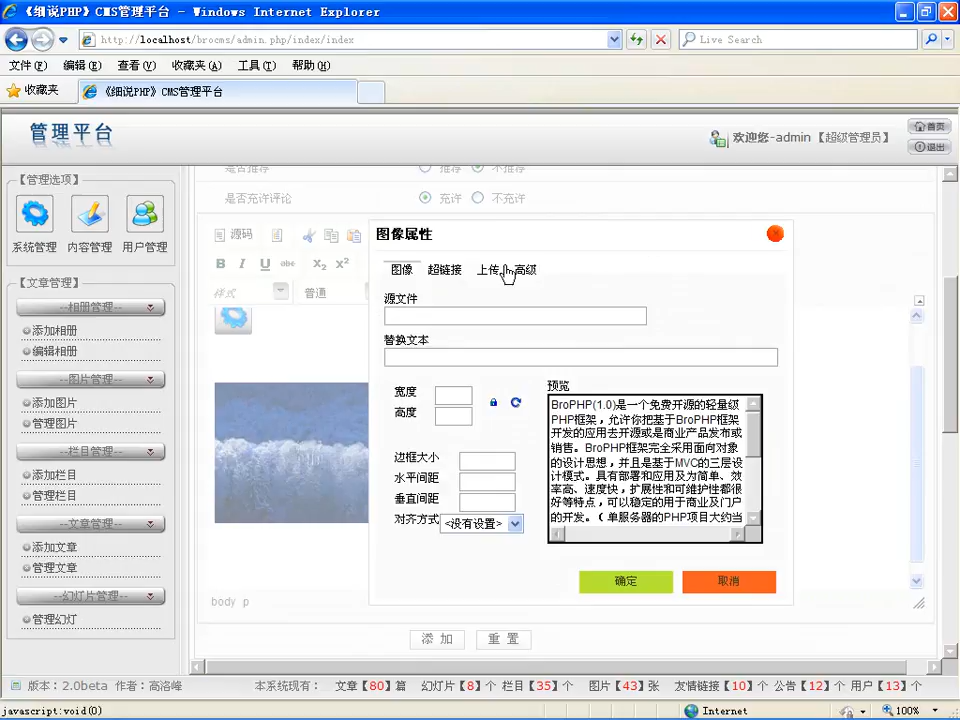 《细说PHP》CMS管理平台 - Windows Internet Explorer
http://localhost/brocms/admin.php/index/index
Live Search
文件(F) 编辑(E) 查看(V) 收藏夹(A) 工具(T) 帮助(H)
收藏夹 《细说PHP》CMS管理平台
管理平台
欢迎您-admin 【超级管理员】
首页
退出
【管理选项】
系统管理 内容管理 用户管理
【文章管理】
--相册管理--
添加相册
编辑相册
--图片管理--
添加图片
管理图片
--栏目管理--
添加栏目
管理栏目
--文章管理--
添加文章
管理文章
--幻灯片管理--
管理幻灯
是否推荐 推荐 不推荐
是否充许评论 充许 不充许
源码
B I U abc X₂ X²
样式 普通
图像属性
图像 超链接 上传 高级
源文件
替换文本
宽度
高度
边框大小
水平间距
垂直间距
对齐方式 <没有设置>
预览
BroPHP(1.0)是一个免费开源的轻量级
PHP框架，允许你把基于BroPHP框架
开发的应用去开源或是商业产品发布或
销售。BroPHP框架完全采用面向对象
的设计思想，并且是基于MVC的三层设
计模式。具有部署和应用及为简单、效
率高、速度快，扩展性和可维护性都很
好等特点，可以稳定的用于商业及门户
的开发。（单服务器的PHP项目大约当
确定 取消
body p
添 加 重 置
版本：2.0beta 作者：高洛峰 本系统现有： 文章【80】篇 幻灯片【8】个 栏目【35】个 图片【43】张 友情链接【10】个 公告【12】个 用户【13】个
javascript:void(0) Internet 100%